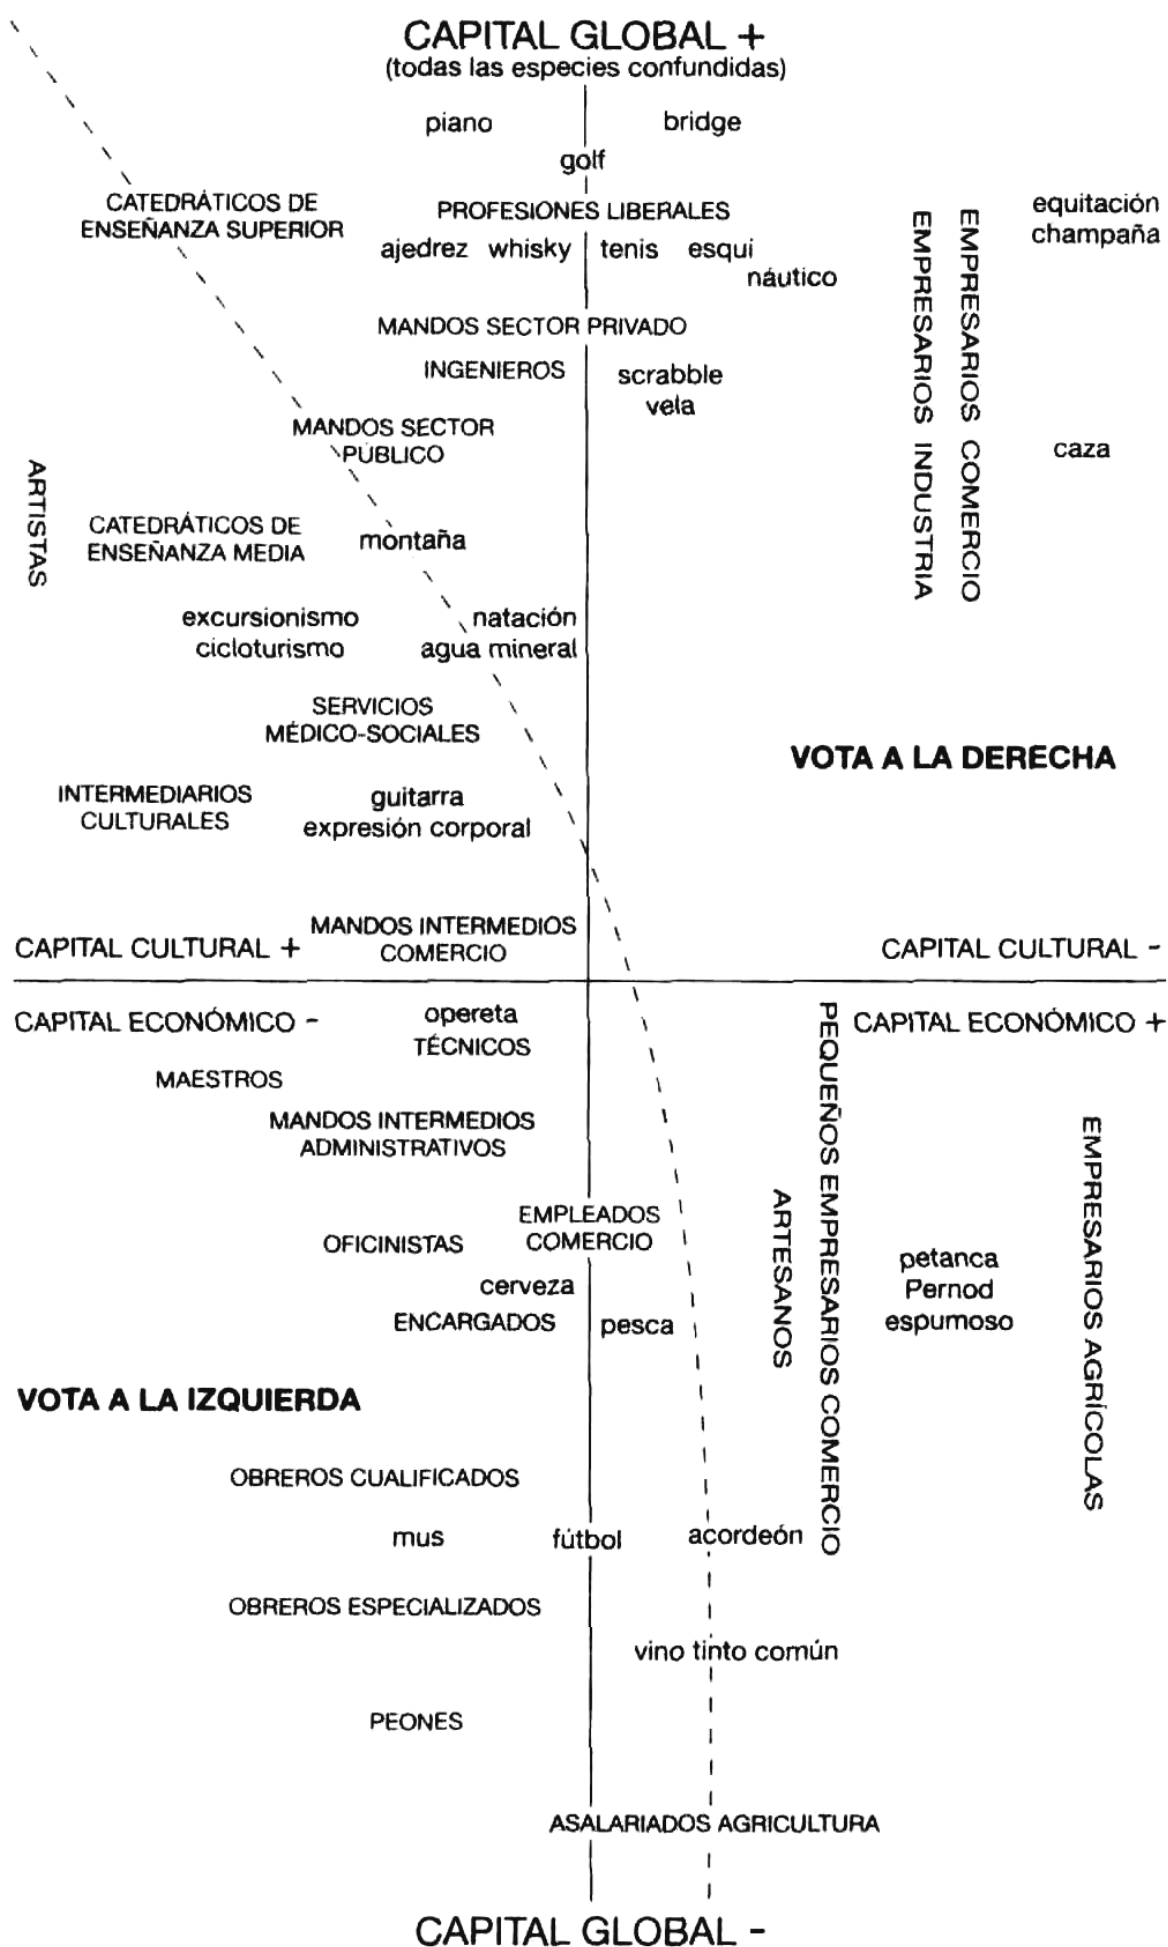 CAPITAL GLOBAL +
(todas las especies confundidas)
piano
bridge
golf
CATEDRÁTICOS DE
ENSEÑANZA SUPERIOR
PROFESIONES LIBERALES
equitación
champaña
ajedrez whisky tenis esquí
náutico
MANDOS SECTOR PRIVADO
EMPRESARIOS INDUSTRIA
EMPRESARIOS COMERCIO
INGENIEROS
scrabble
vela
MANDOS SECTOR
PÚBLICO
caza
ARTISTAS
CATEDRÁTICOS DE
ENSEÑANZA MEDIA
montaña
excursionismo
cicloturismo
natación
agua mineral
SERVICIOS
MÉDICO-SOCIALES
VOTA A LA DERECHA
INTERMEDIARIOS
CULTURALES
guitarra
expresión corporal
MANDOS INTERMEDIOS
COMERCIO
CAPITAL CULTURAL +
CAPITAL CULTURAL -
CAPITAL ECONÓMICO -
CAPITAL ECONÓMICO +
opereta
TÉCNICOS
MAESTROS
MANDOS INTERMEDIOS
ADMINISTRATIVOS
PEQUEÑOS EMPRESARIOS COMERCIO
EMPRESARIOS AGRÍCOLAS
ARTESANOS
EMPLEADOS
COMERCIO
OFICINISTAS
petanca
Pernod
espumoso
cerveza
ENCARGADOS
pesca
VOTA A LA IZQUIERDA
OBREROS CUALIFICADOS
mus
fútbol
acordeón
OBREROS ESPECIALIZADOS
vino tinto común
PEONES
ASALARIADOS AGRICULTURA
CAPITAL GLOBAL -